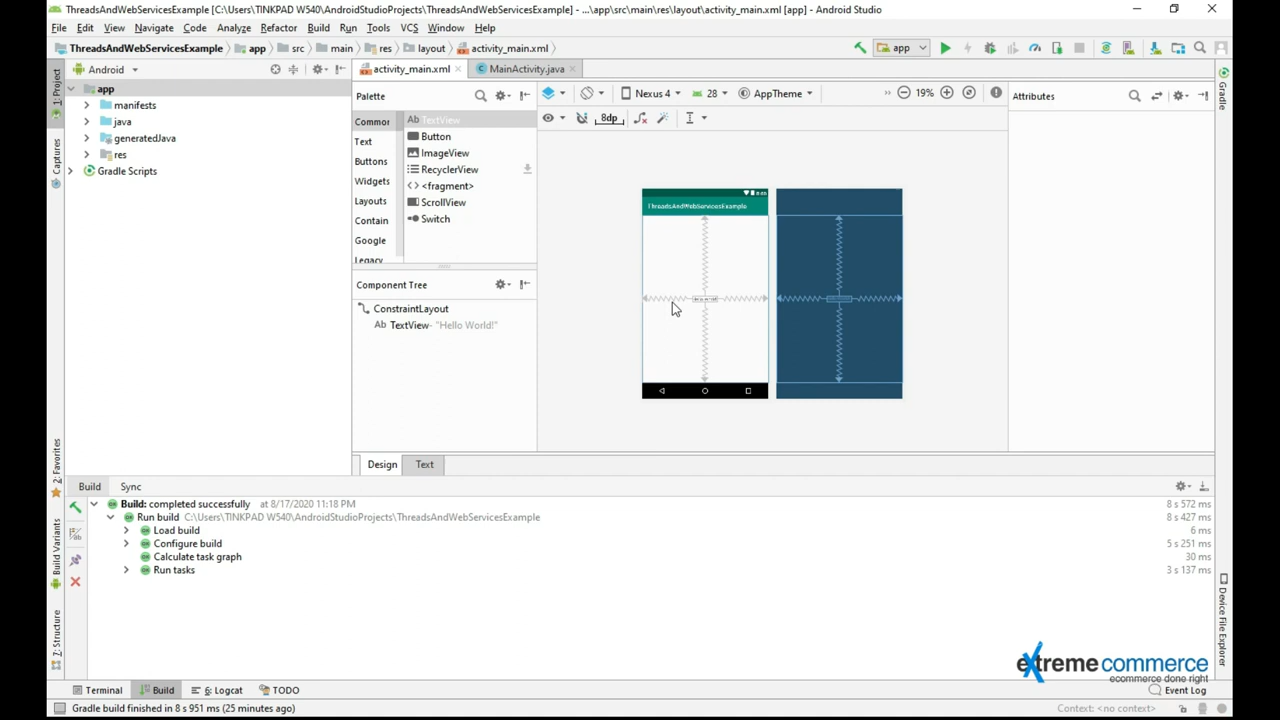 ThreadsAndWebServicesExample [C:\Users\TINKPAD W540\AndroidStudioProjects\ThreadsAndWebServicesExample] - ...\app\src\main\res\layout\activity_main.xml [app] - Android Studio
File Edit View Navigate Code Analyze Refactor Build Run Tools VCS Window Help
ThreadsAndWebServicesExample app src main res layout activity_main.xml app
1: Project
Captures
2: Favorites
Build Variants
7: Structure
Android
app
manifests
java
generatedJava
res
Gradle Scripts
activity_main.xml MainActivity.java
Palette
Commor
Text
Buttons
Widgets
Layouts
Contain
Google
Legacy
Ab TextView
Button
ImageView
RecyclerView
<fragment>
ScrollView
Switch
Nexus 4 28 AppTheme 19%
8dp
ThreadsAndWebServicesExample
Component Tree
ConstraintLayout
Ab TextView- "Hello World!"
Design Text
Attributes
Gradle
Device File Explorer
Build Sync
Build: completed successfully at 8/17/2020 11:18 PM 8 s 572 ms
Run build C:\Users\TINKPAD W540\AndroidStudioProjects\ThreadsAndWebServicesExample 8 s 427 ms
Load build 6 ms
Configure build 5 s 251 ms
Calculate task graph 30 ms
Run tasks 3 s 137 ms
extreme commerce
ecommerce done right
Terminal Build 6: Logcat TODO Event Log
Gradle build finished in 8 s 951 ms (25 minutes ago) Context: <no context>